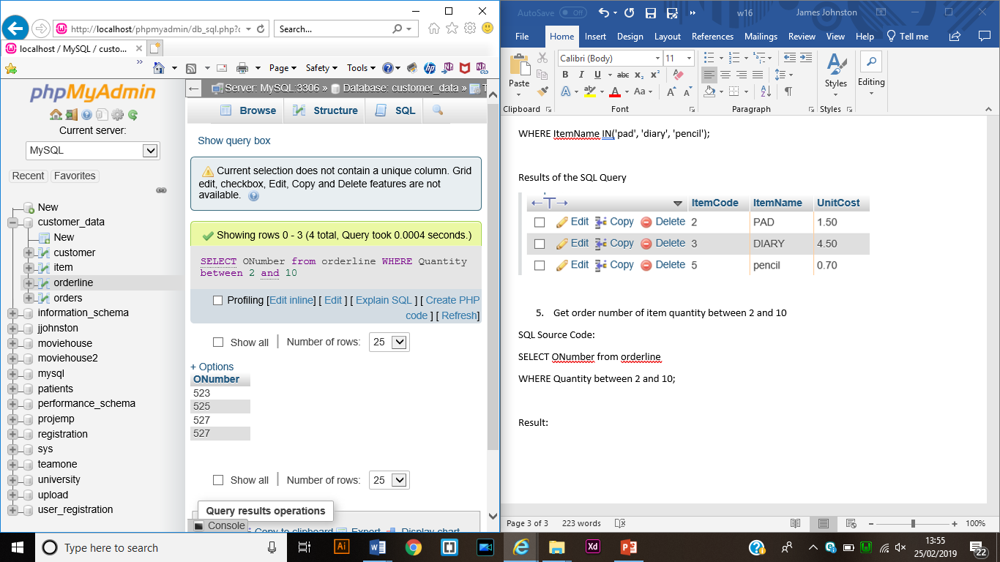 http://localhost/phpmyadmin/db_sql.php?c
Search...
localhost / MySQL / custo...
Page
Safety
Tools
phpMyAdmin
Current server:
MySQL
Recent
Favorites
New
customer_data
New
customer
item
orderline
orders
information_schema
jjohnston
moviehouse
moviehouse2
mysql
patients
performance_schema
projemp
registration
sys
teamone
university
upload
user_registration
Server: MySQL:3306 » Database: customer_data »
Browse
Structure
SQL
Show query box
Current selection does not contain a unique column. Grid
edit, checkbox, Edit, Copy and Delete features are not
available.
Showing rows 0 - 3 (4 total, Query took 0.0004 seconds.)
SELECT ONumber from orderline WHERE Quantity
between 2 and 10
Profiling [Edit inline] [ Edit ] [ Explain SQL ] [ Create PHP
code ] [ Refresh]
Show all | Number of rows: 25
+ Options
ONumber
523
525
527
527
Show all | Number of rows: 25
Query results operations
Copy to clipboard Export Display chart
Console
AutoSave Off
w16
James Johnston
File Home Insert Design Layout References Mailings Review View Help Tell me
Paste
Calibri (Body) 11
B I U abc x₂ x²
A ab A Aa A A
Styles
Editing
Clipboard Font Paragraph Styles
WHERE ItemName IN('pad', 'diary', 'pencil');
Results of the SQL Query
ItemCode ItemName UnitCost
Edit Copy Delete 2 PAD 1.50
Edit Copy Delete 3 DIARY 4.50
Edit Copy Delete 5 pencil 0.70
5. Get order number of item quantity between 2 and 10
SQL Source Code:
SELECT ONumber from orderline
WHERE Quantity between 2 and 10;
Result:
Page 3 of 3 223 words 100%
Type here to search
Ai
Xd
13:55
25/02/2019
22